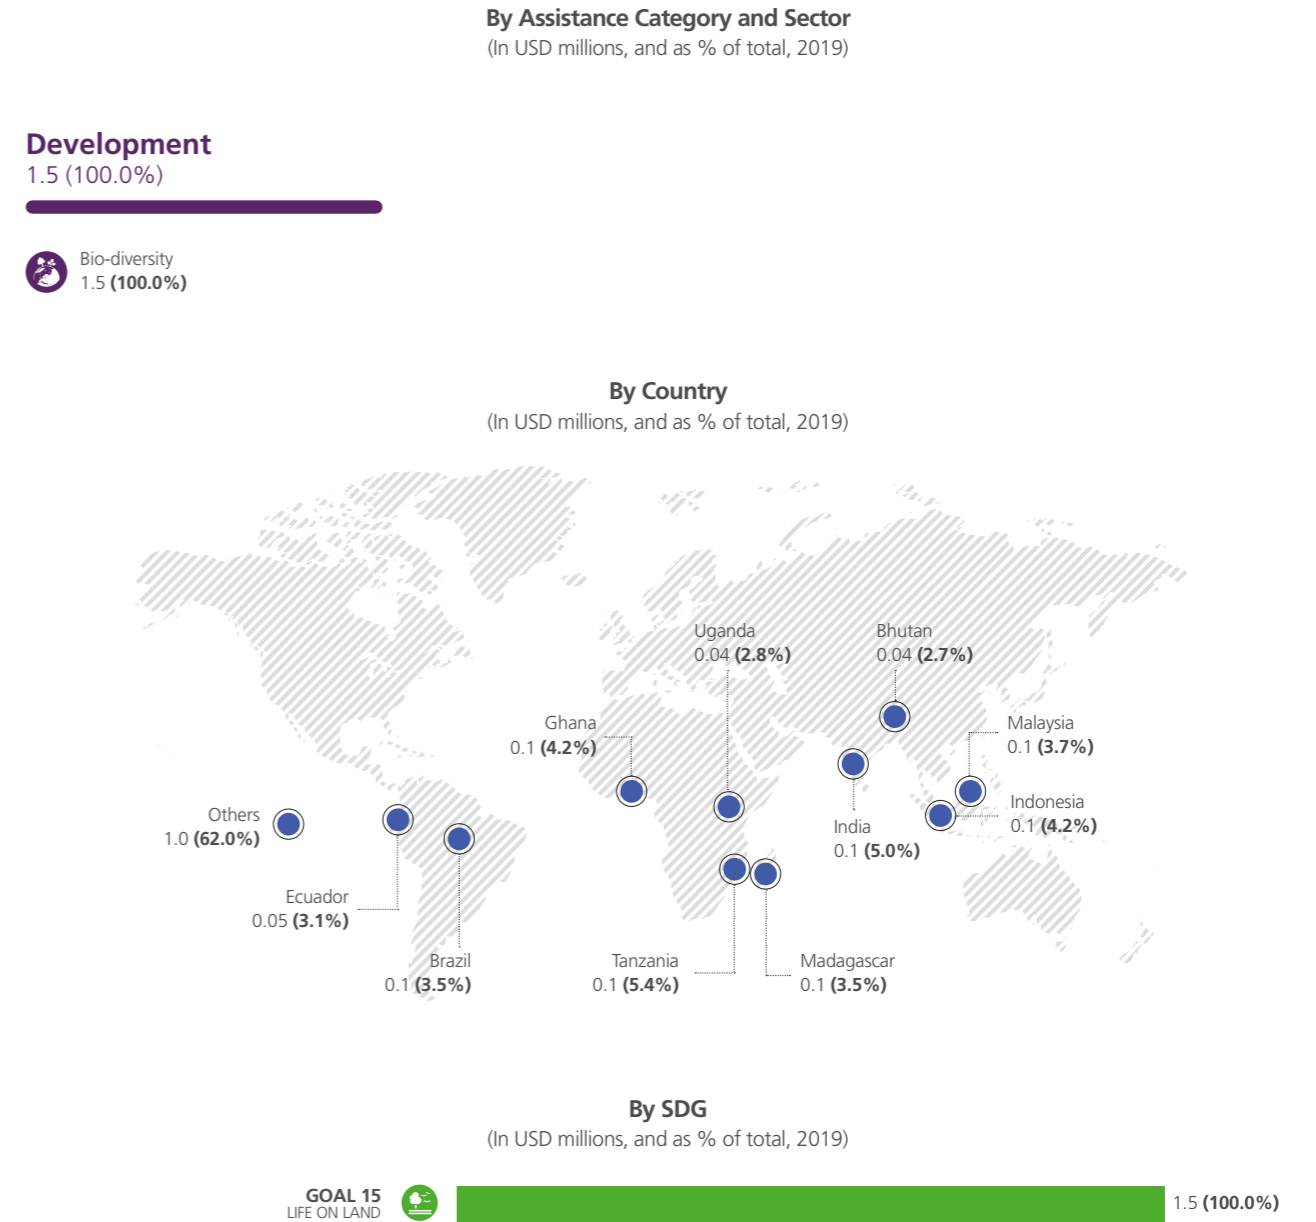 By Assistance Category and Sector
(In USD millions, and as % of total, 2019)
Development
1.5 (100.0%)
Bio-diversity
1.5 (100.0%)
By Country
(In USD millions, and as % of total, 2019)
Uganda
0.04 (2.8%)
Bhutan
0.04 (2.7%)
Ghana
0.1 (4.2%)
Malaysia
0.1 (3.7%)
Indonesia
0.1 (4.2%)
Others
1.0 (62.0%)
India
0.1 (5.0%)
Ecuador
0.05 (3.1%)
Brazil
0.1 (3.5%)
Tanzania
0.1 (5.4%)
Madagascar
0.1 (3.5%)
By SDG
(In USD millions, and as % of total, 2019)
GOAL 15
LIFE ON LAND
1.5 (100.0%)